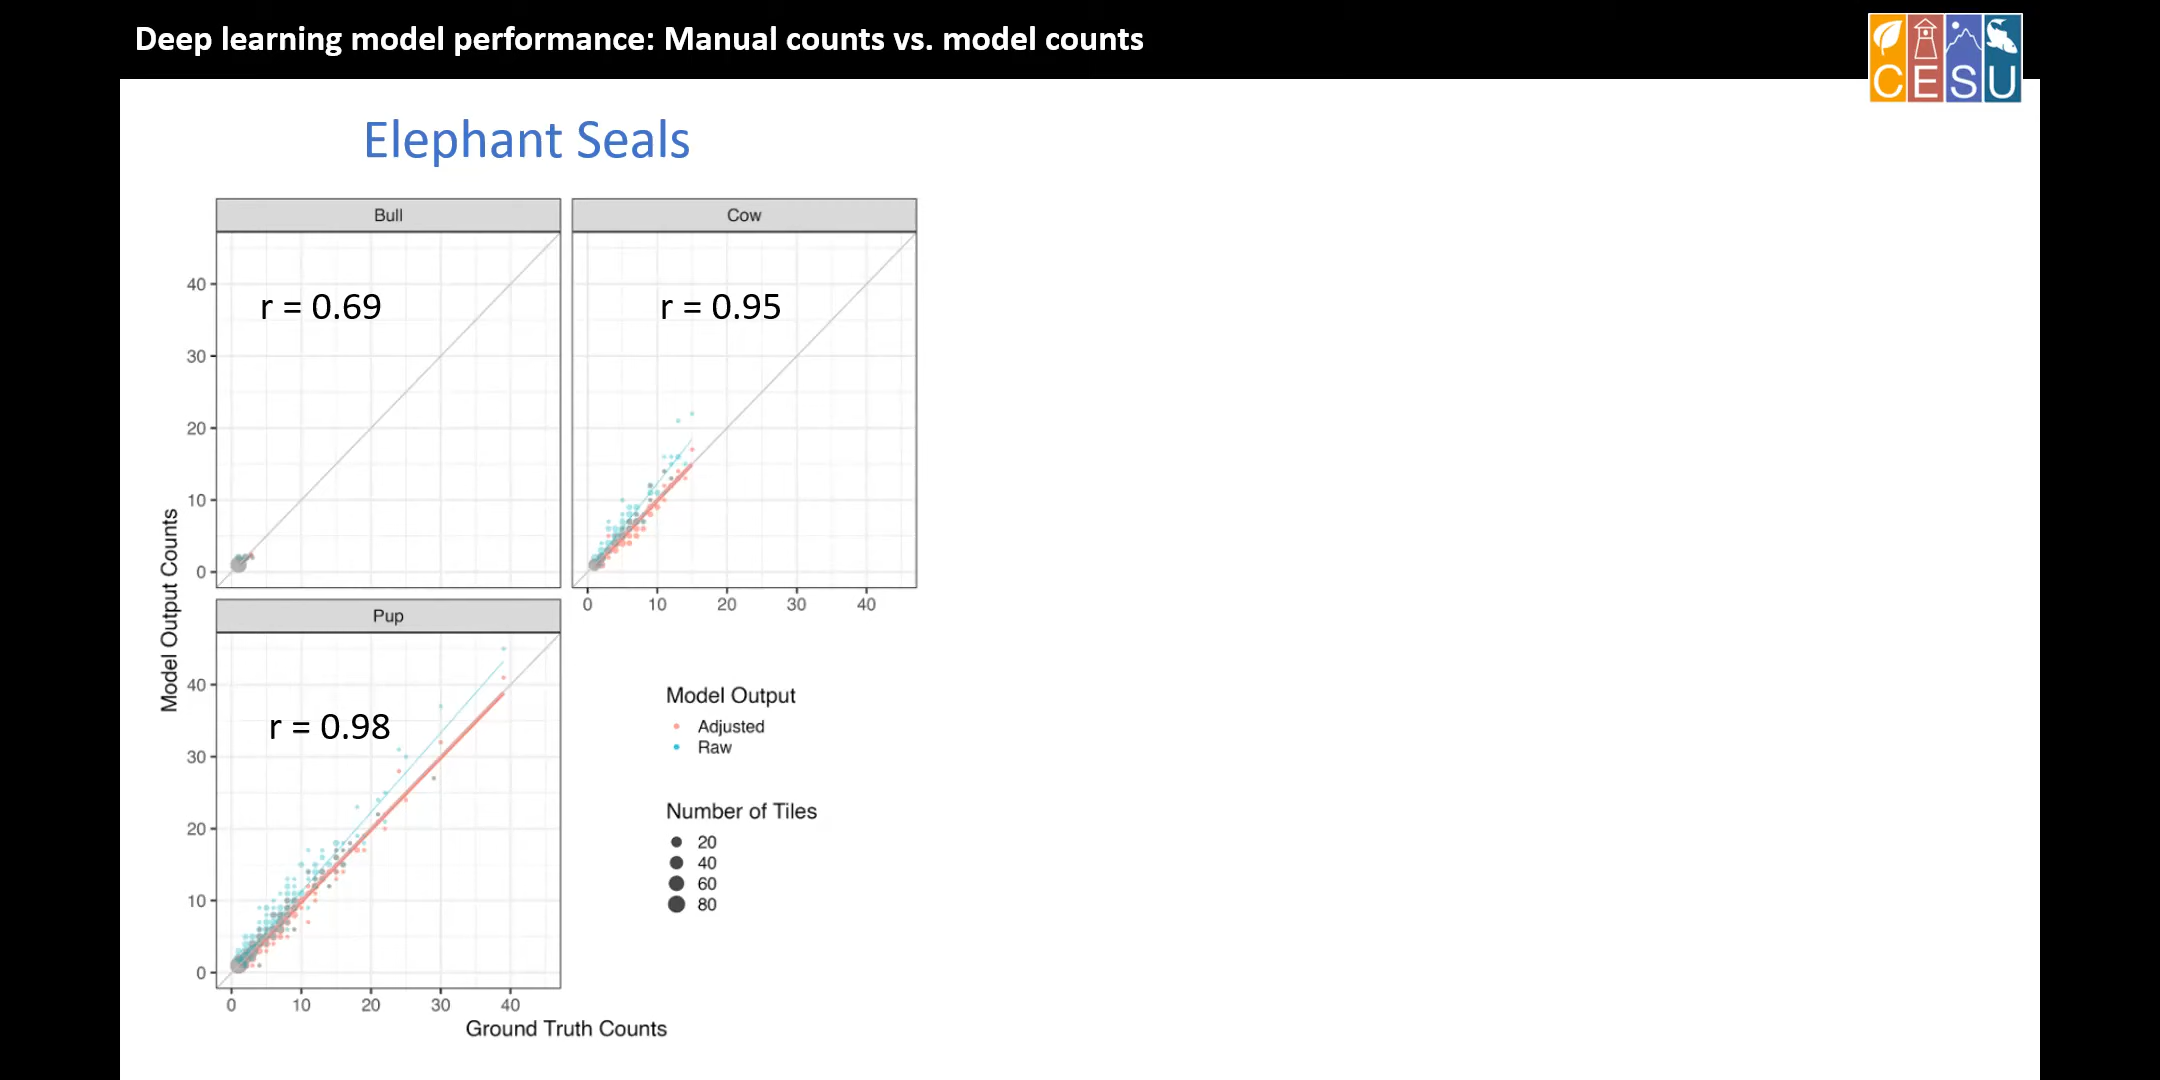 Deep learning model performance: Manual counts vs. model counts
CESU
Elephant Seals
Bull
Cow
40
30
20
10
0
r = 0.69
r = 0.95
0 10 20 30 40
Model Output Counts
Pup
40
30
20
10
0
r = 0.98
0 10 20 30 40
Ground Truth Counts
Model Output
Adjusted
Raw
Number of Tiles
20
40
60
80